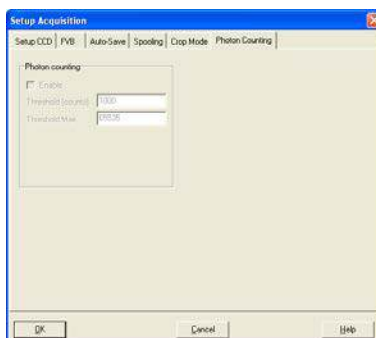 Setup Acquisition
Setup CCD FVB Auto-Save Spooling Crop Mode Photon Counting
Photon counting
Enable
Threshold (counts) 1000
Threshold Max 65535
OK Cancel Help